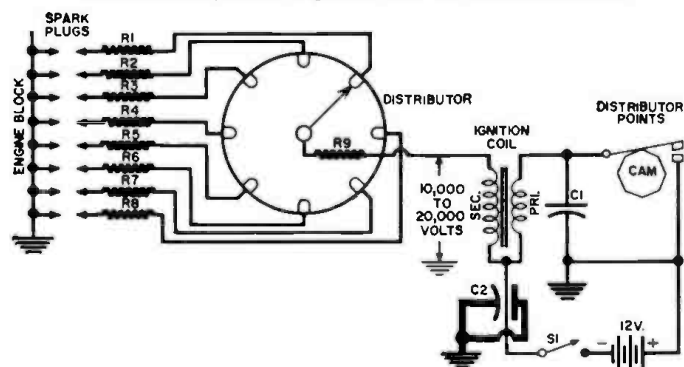 SPARK
PLUGS
ENGINE BLOCK
R1
R2
R3
R4
R5
R6
R7
R8
R9
DISTRIBUTOR
10,000
TO
20,000
VOLTS
IGNITION
COIL
SEC.
PRI.
C1
DISTRIBUTOR
POINTS
CAM
C2
S1
- 12V. +